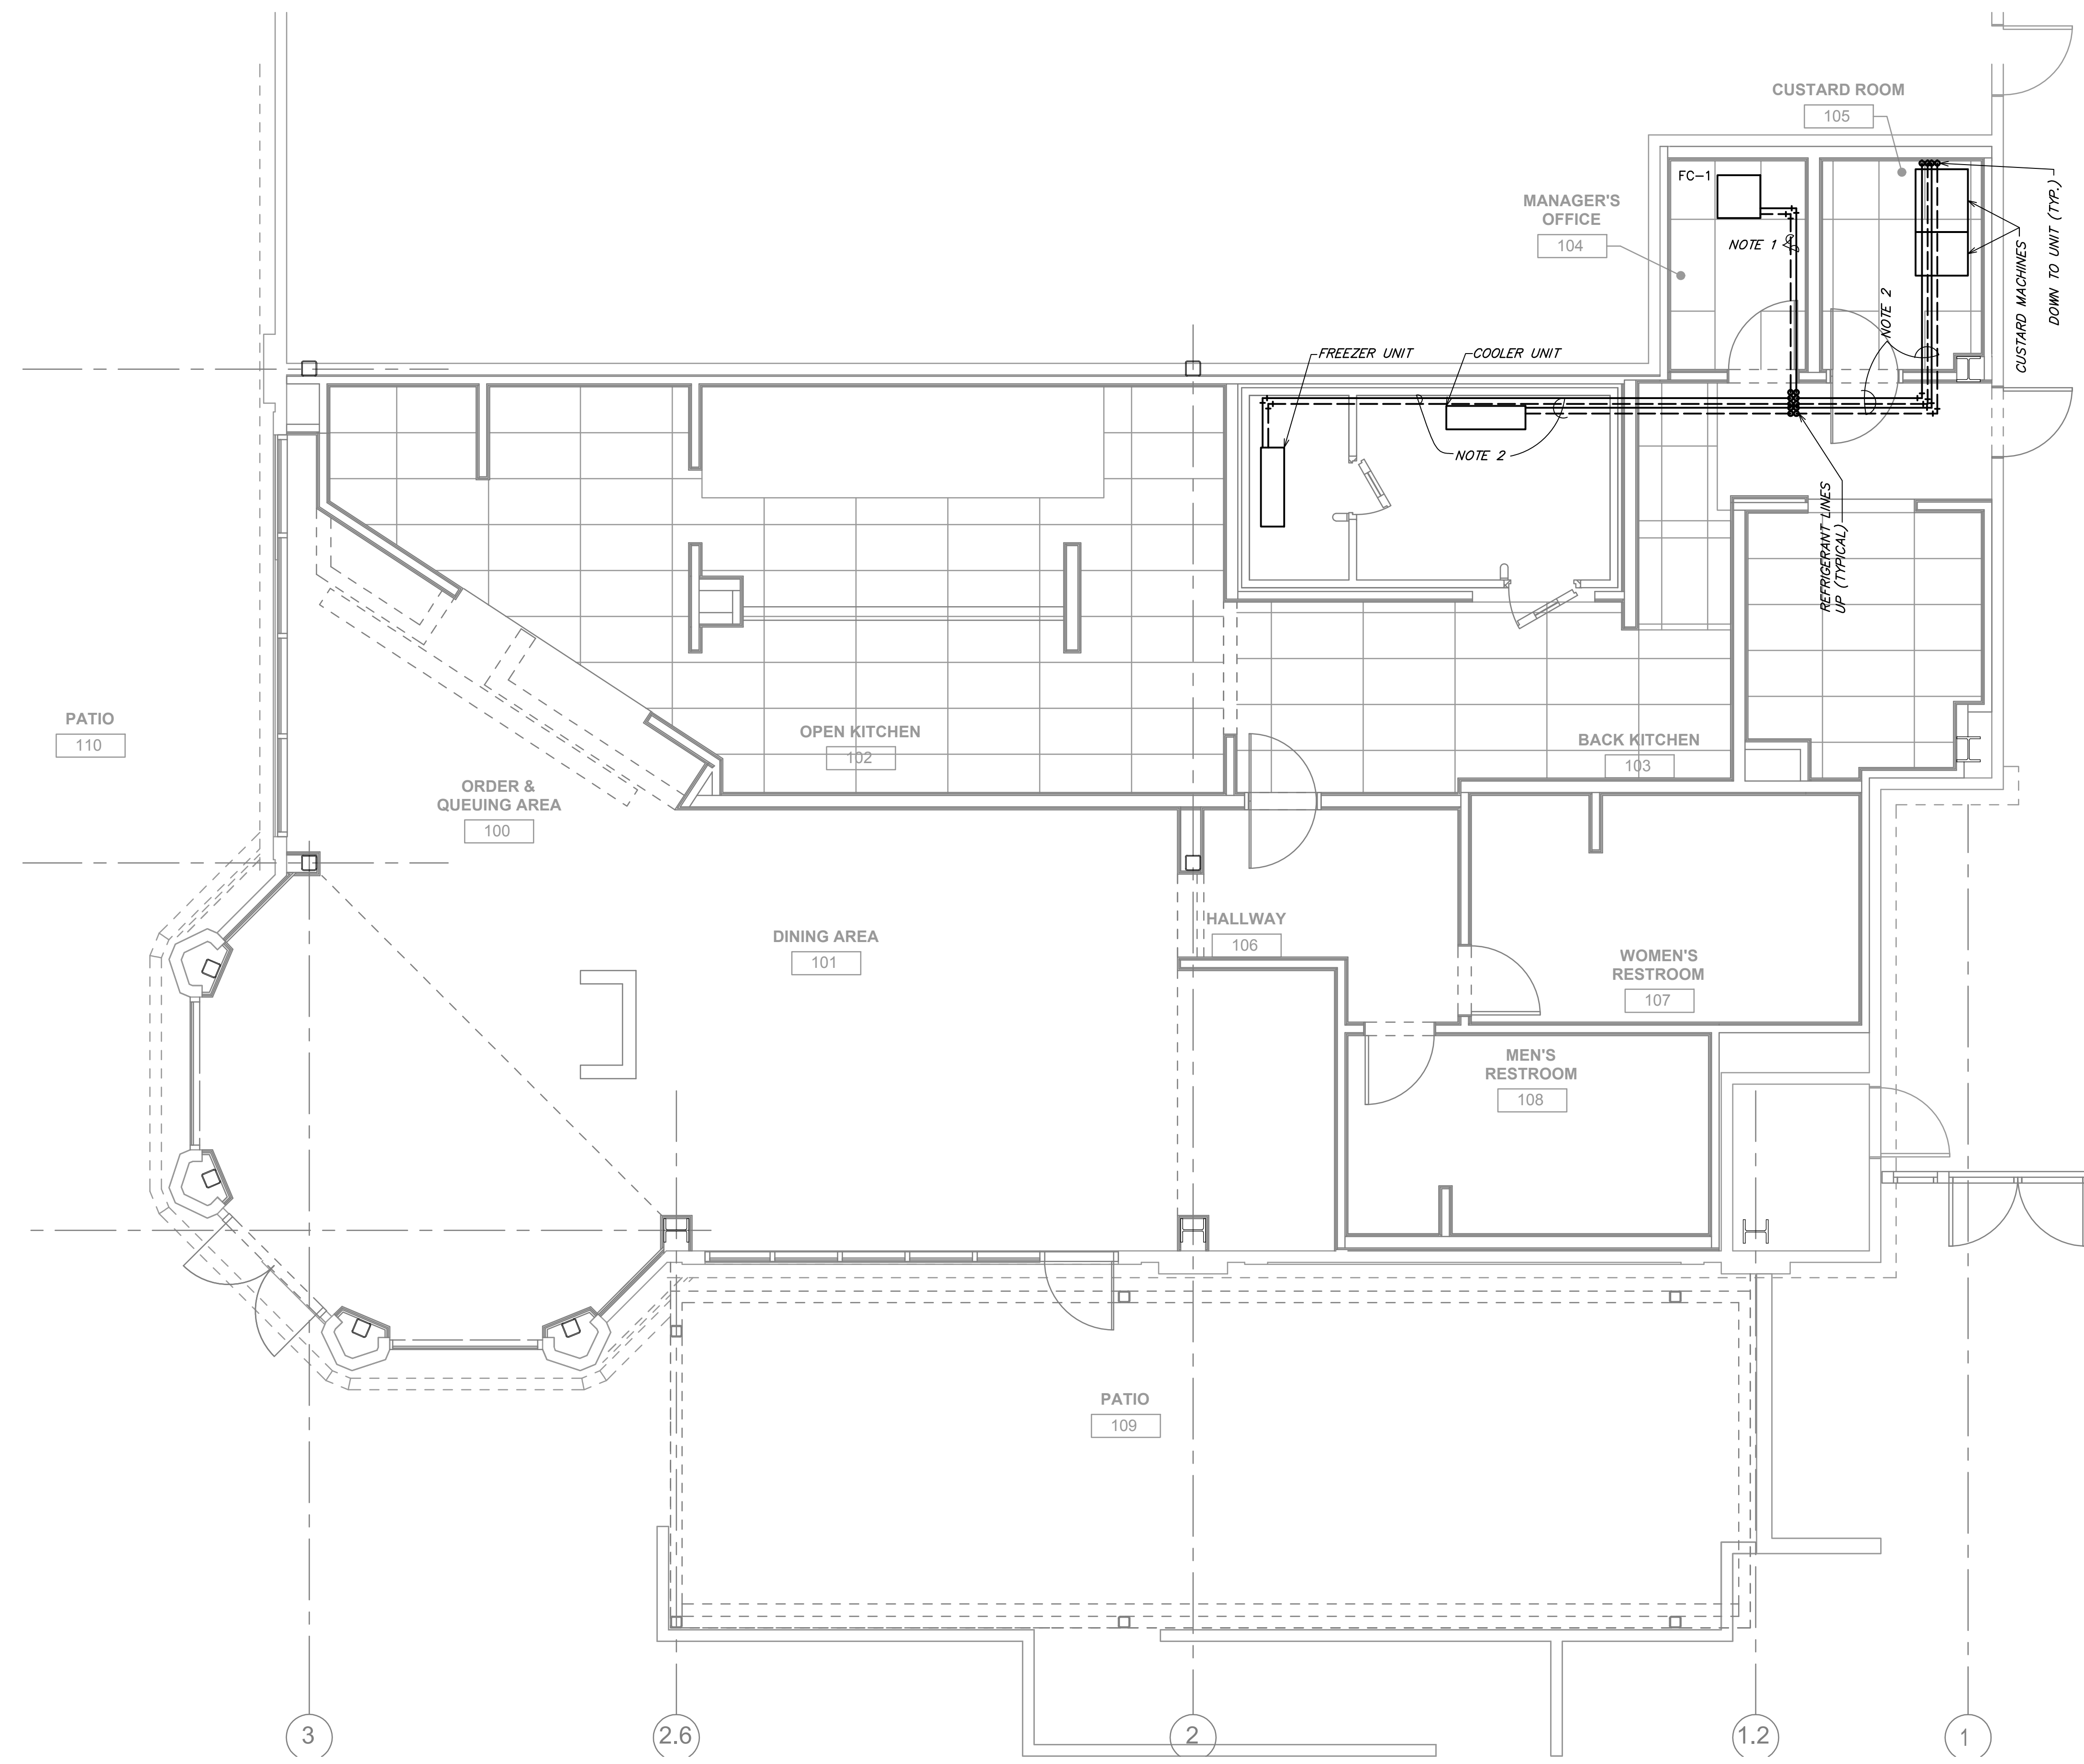 CUSTARD ROOM
105
FC-1
MANAGER'S
OFFICE
104
NOTE 1
NOTE 2
CUSTARD MACHINES
DOWN TO UNIT (TYP.)
FREEZER UNIT
COOLER UNIT
NOTE 2
REFRIGERANT LINES
UP (TYPICAL)
PATIO
110
OPEN KITCHEN
102
BACK KITCHEN
103
ORDER &
QUEUING AREA
100
HALLWAY
106
DINING AREA
101
WOMEN'S
RESTROOM
107
MEN'S
RESTROOM
108
PATIO
109
3
2.6
2
1.2
1